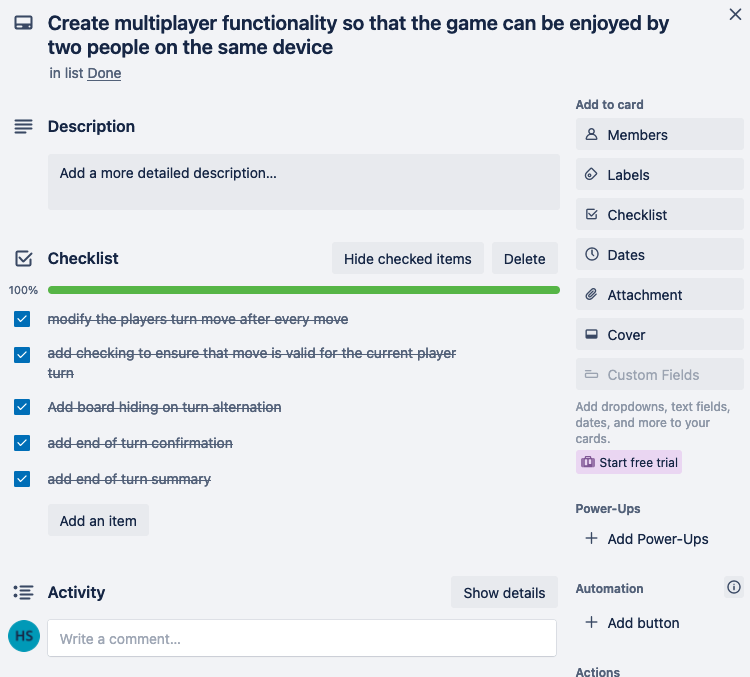 Create multiplayer functionality so that the game can be enjoyed by
two people on the same device
in list Done
Description
Add a more detailed description...
Checklist
Hide checked items
Delete
100%
modify the players turn move after every move
add checking to ensure that move is valid for the current player
turn
Add board hiding on turn alternation
add end of turn confirmation
add end of turn summary
Add an item
Activity
Show details
HS
Write a comment...
Add to card
Members
Labels
Checklist
Dates
Attachment
Cover
Custom Fields
Add dropdowns, text fields,
dates, and more to your
cards.
Start free trial
Power-Ups
Add Power-Ups
Automation
Add button
Actions